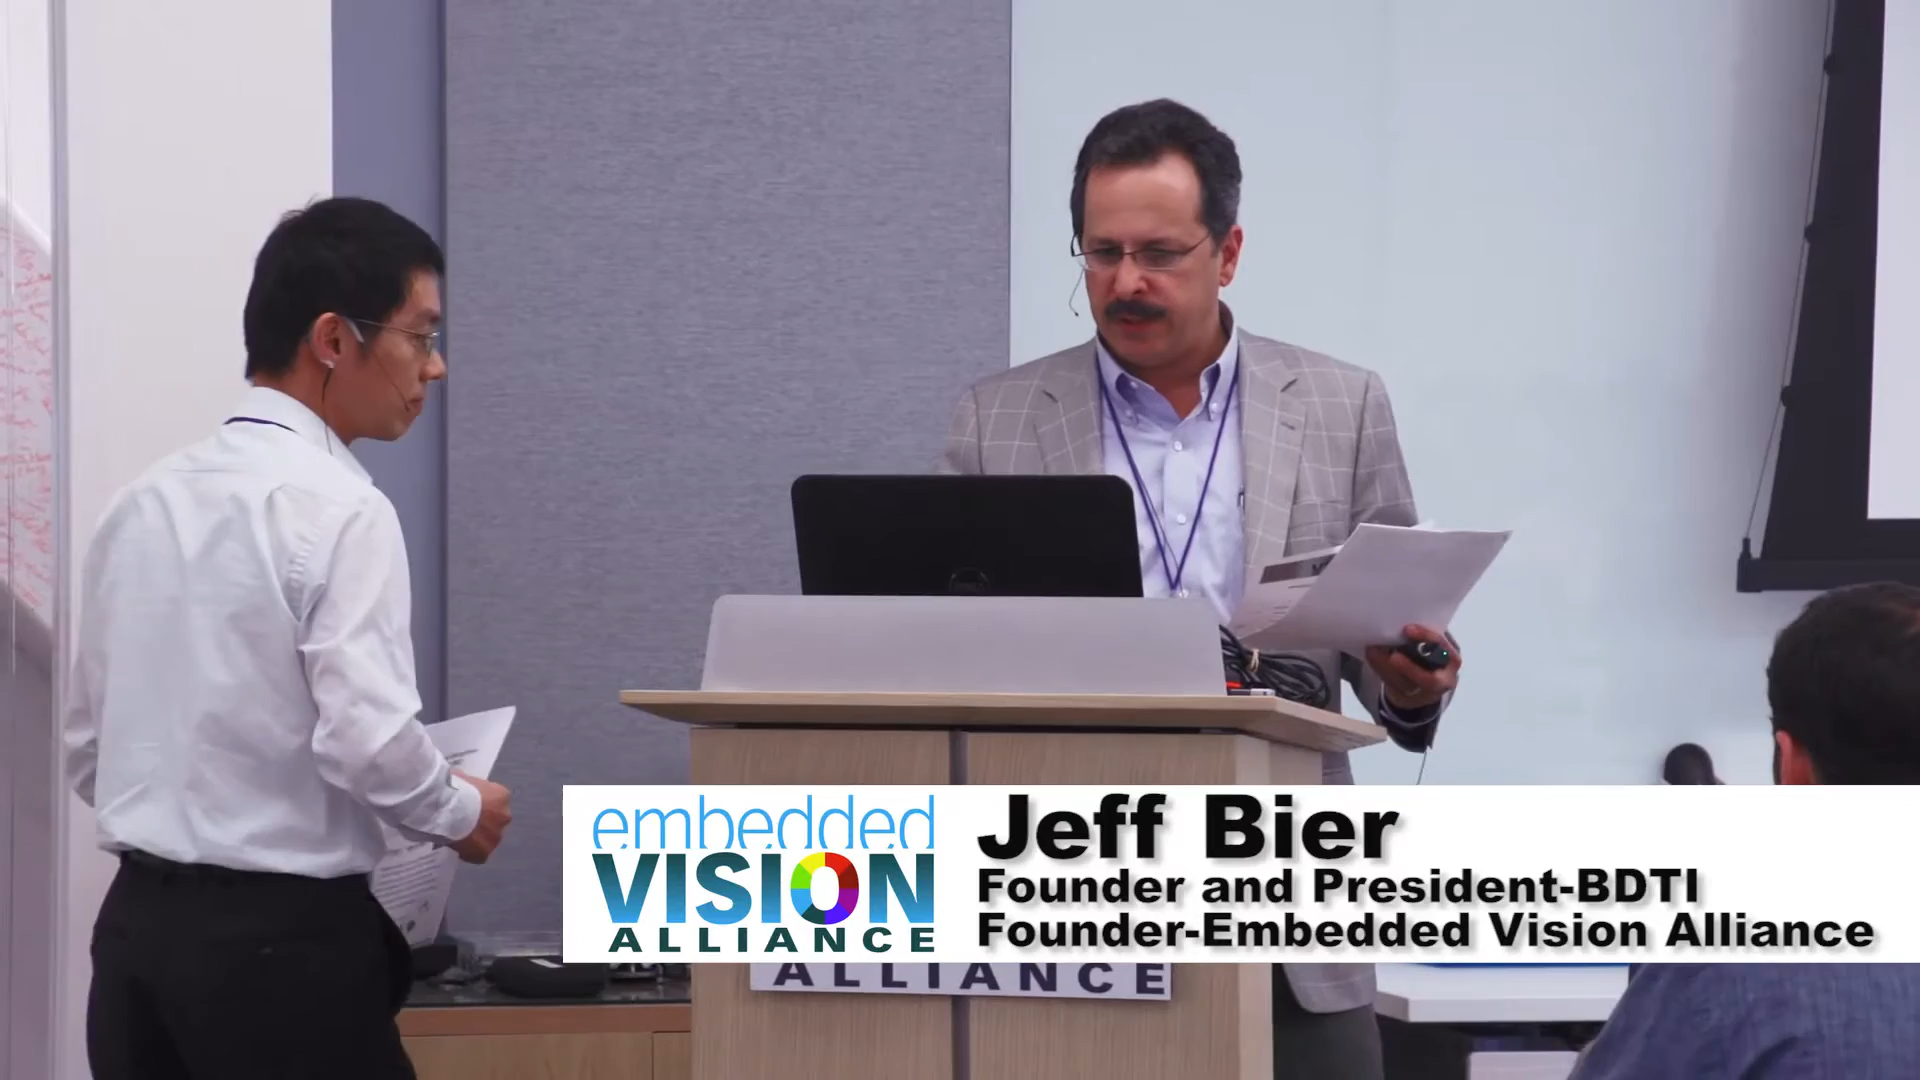 embedded
VISION
ALLIANCE
Jeff Bier
Founder and President-BDTI
Founder-Embedded Vision Alliance
ALLIANCE